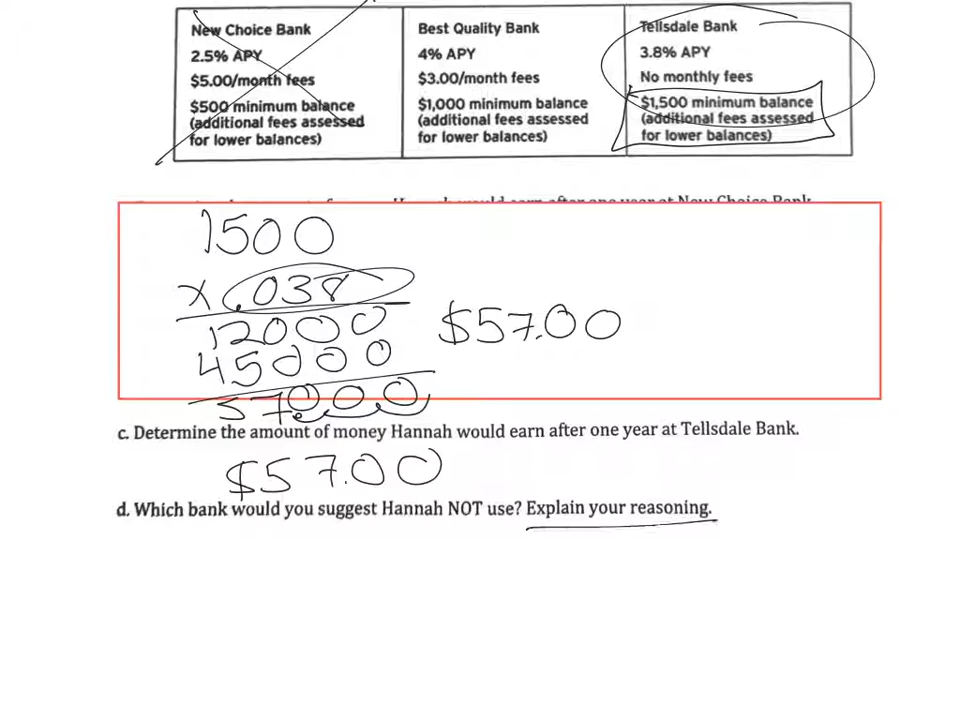 New Choice Bank
2.5% APY
$5.00/month fees
$500 minimum balance
(additional fees assessed
for lower balances)
Best Quality Bank
4% APY
$3.00/month fees
$1,000 minimum balance
(additional fees assessed
for lower balances)
Tellsdale Bank
3.8% APY
No monthly fees
$1,500 minimum balance
(additional fees assessed
for lower balances)
1500
x .038
12000
45000
57000
$57.00
c. Determine the amount of money Hannah would earn after one year at Tellsdale Bank.
$57.00
d. Which bank would you suggest Hannah NOT use? Explain your reasoning.